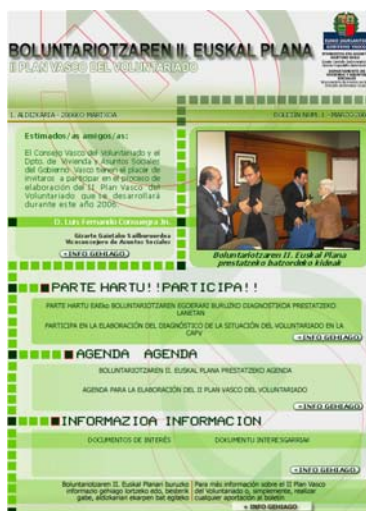 BOLUNTARIOTZAREN II. EUSKAL PLANA
II PLAN VASCO DEL VOLUNTARIADO
EUSKO JAURLARITZA
GOBIERNO VASCO
1. ALDIZKARIA - 2006KO MARTXOA
BOLETIN NUM. 1 - MARZO 2006
Estimados/as amigos/as:
El Consejo Vasco del Voluntariado y el
Dpto. de Vivienda y Asuntos Sociales
del Gobierno Vasco tienen el placer de
invitaros a participar en el proceso de
elaboración del II Plan Vasco del
Voluntariado que se desarrollará
durante este año 2006.
D. Luis Fernando Consuegra Jn.
Gizarte Gaietako Sailburuordea
Viceconsejero de Asuntos Sociales
+INFO GEHIAGO
Boluntariotzaren II. Euskal Plana
prestatzeko batzordeko kideak
PARTE HARTU!!PARTICIPA!!
PARTE HARTU EAEko BOLUNTARIOTZAREN EGOERARI BURUZKO DIAGNOSTIKOA PRESTATZEKO
LANETAN
PARTICIPA EN LA ELABORACIÓN DEL DIAGNÓSTICO DE LA SITUACIÓN DEL VOLUNTARIADO EN LA
CAPV
+INFO GEHIAGO
AGENDA AGENDA
BOLUNTARIOTZAREN II. EUSKAL PLANA PRESTATZEKO AGENDA
AGENDA PARA LA ELABORACIÓN DEL II PLAN VASCO DEL VOLUNTARIADO
+INFO GEHIAGO
INFORMAZIOA INFORMACION
DOCUMENTOS DE INTERÉS DOKUMENTU INTERESGARRIAK
+INFO GEHIAGO
Boluntariotzaren II. Euskal Planari buruzko
informazio gehiago lortzeko edo, besterik
gabe, aldizkarian ekarpen bat egiteko
Para más información sobre el II Plan Vasco
del Voluntariado o, simplemente, realizar
cualquier aportación al boletín
+ INFO GEHIAGO